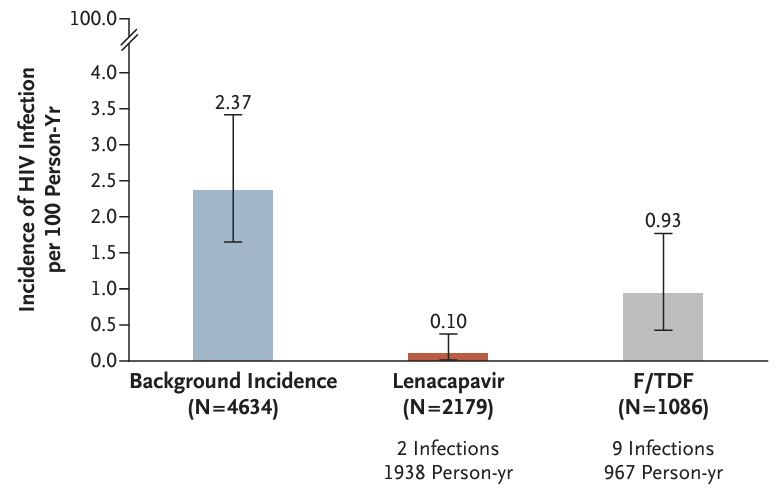 Incidence of HIV Infection
per 100 Person-Yr
100.0
4.0
3.5
3.0
2.5
2.0
1.5
1.0
0.5
0.0
2.37
0.10
0.93
Background Incidence
(N=4634)
Lenacapavir
(N=2179)
2 Infections
1938 Person-yr
F/TDF
(N=1086)
9 Infections
967 Person-yr